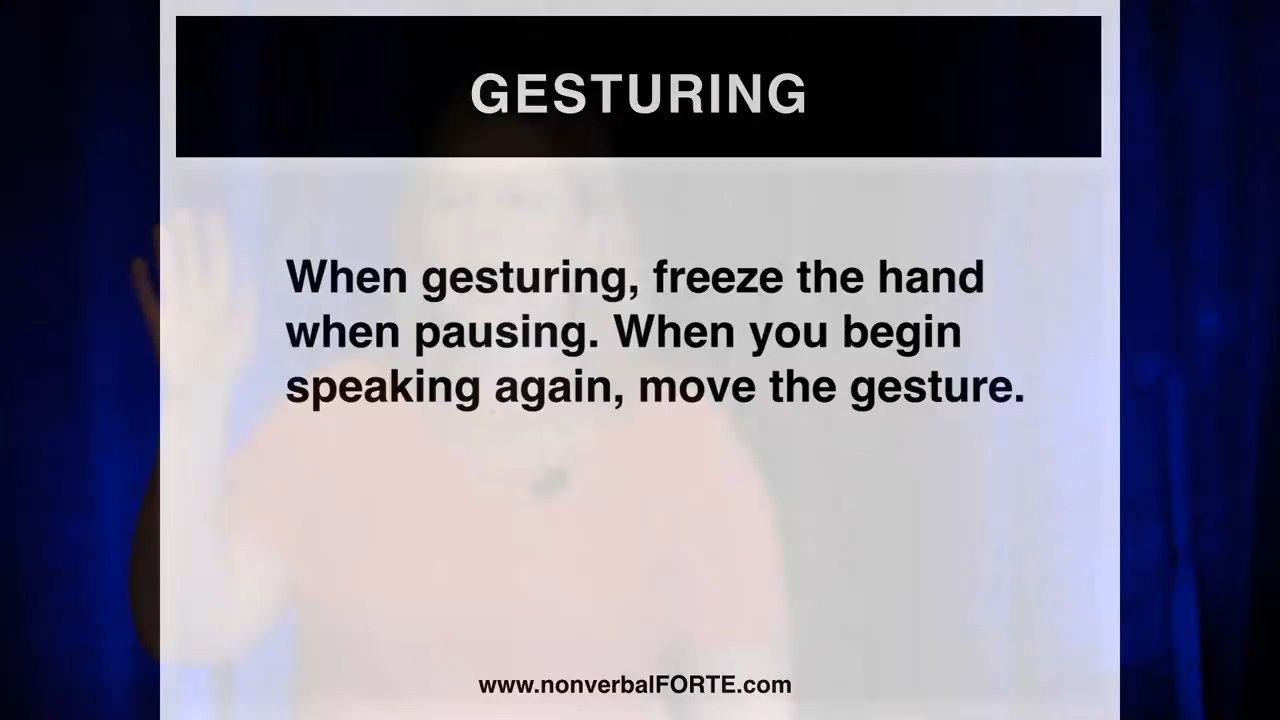 GESTURING
When gesturing, freeze the hand
when pausing. When you begin
speaking again, move the gesture.
www.nonverbalFORTE.com